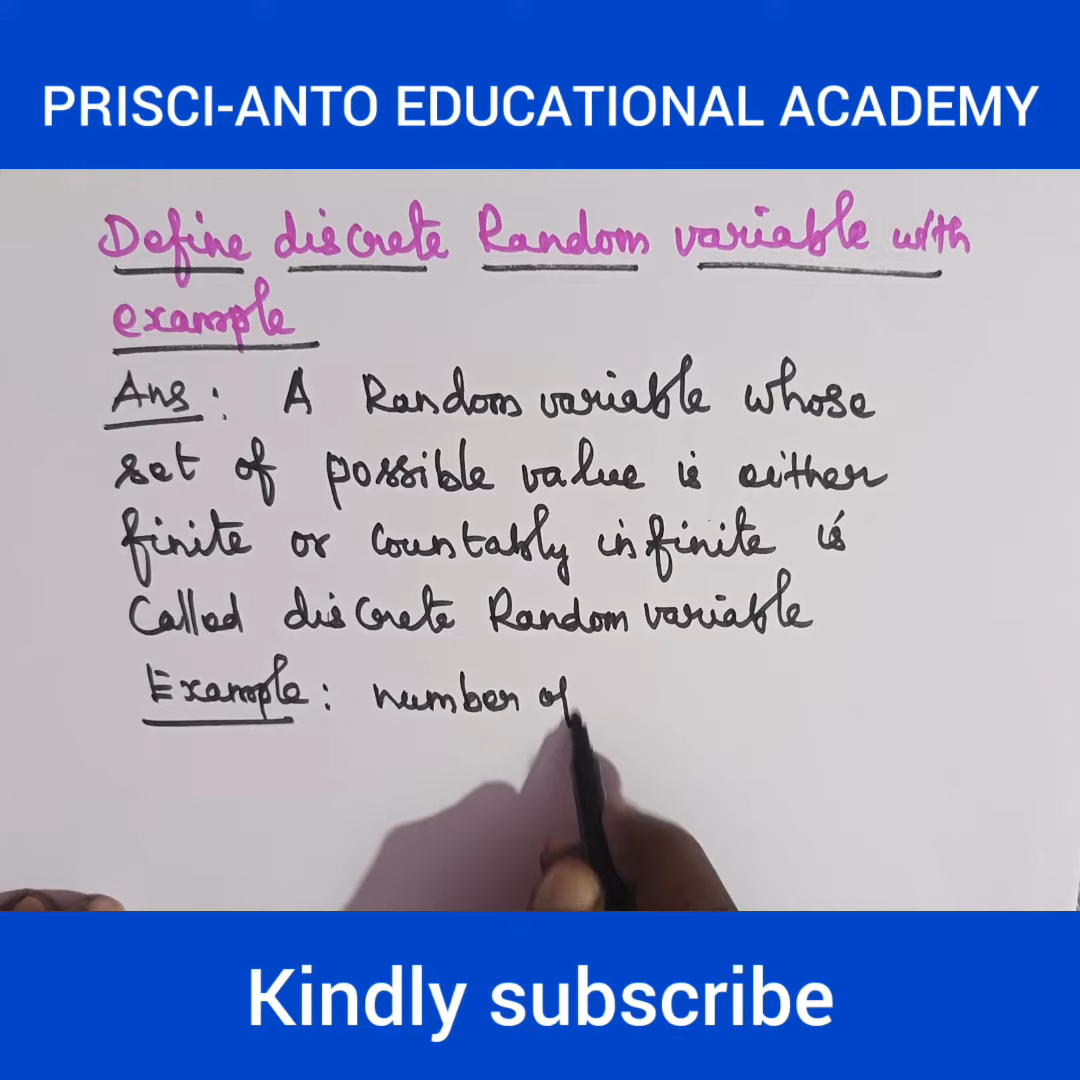 PRISCI-ANTO EDUCATIONAL ACADEMY
Define discrete Random variable with
example
Ans: A Random variable whose
set of possible value is either
finite or Countably infinite is
Called discrete Random variable
Example: number of
Kindly subscribe